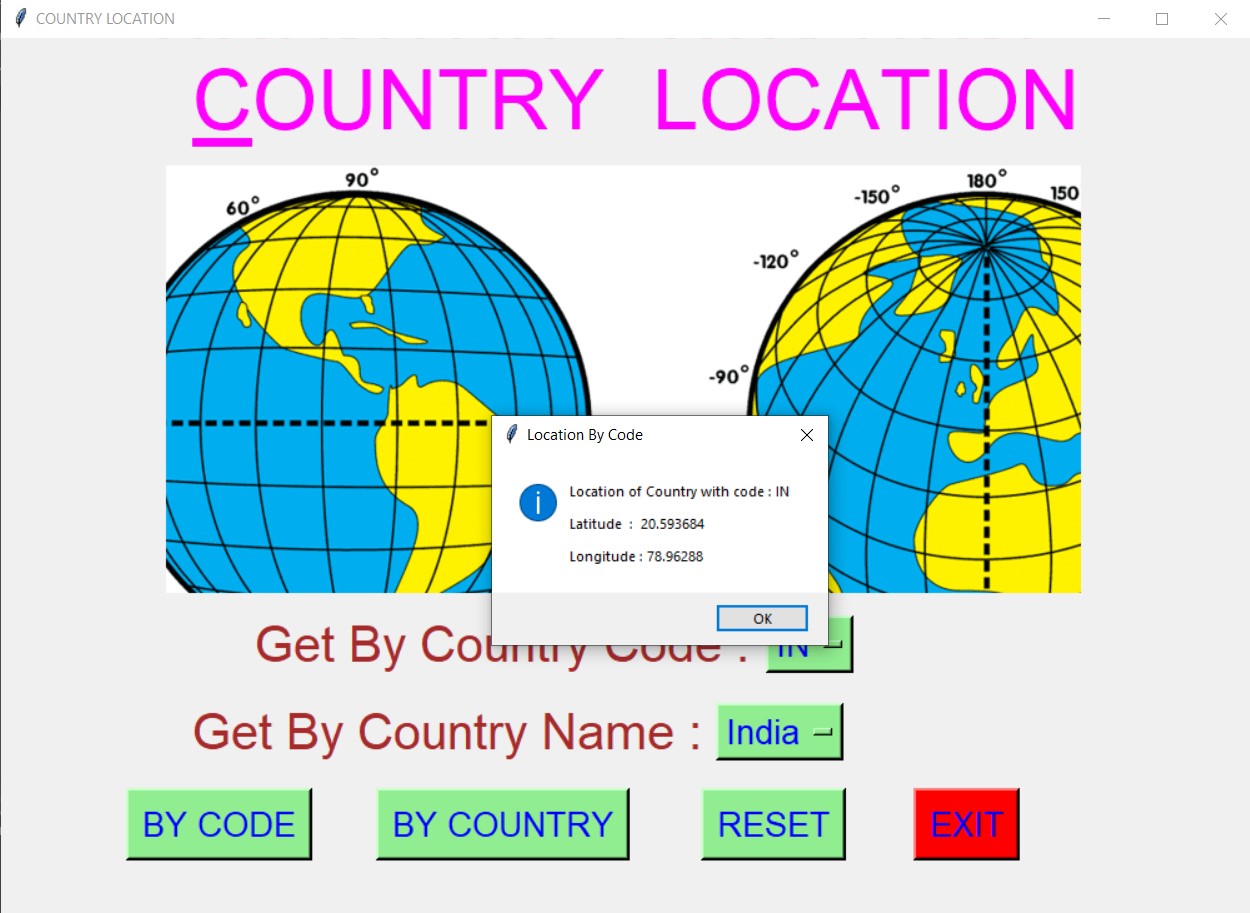 COUNTRY LOCATION
COUNTRY LOCATION
90°
60°
180°
-150°
150
-120°
-90°
Location By Code
Location of Country with code : IN
Latitude : 20.593684
Longitude : 78.96288
OK
Get By Country Code : IN
Get By Country Name : India
BY CODE
BY COUNTRY
RESET
EXIT